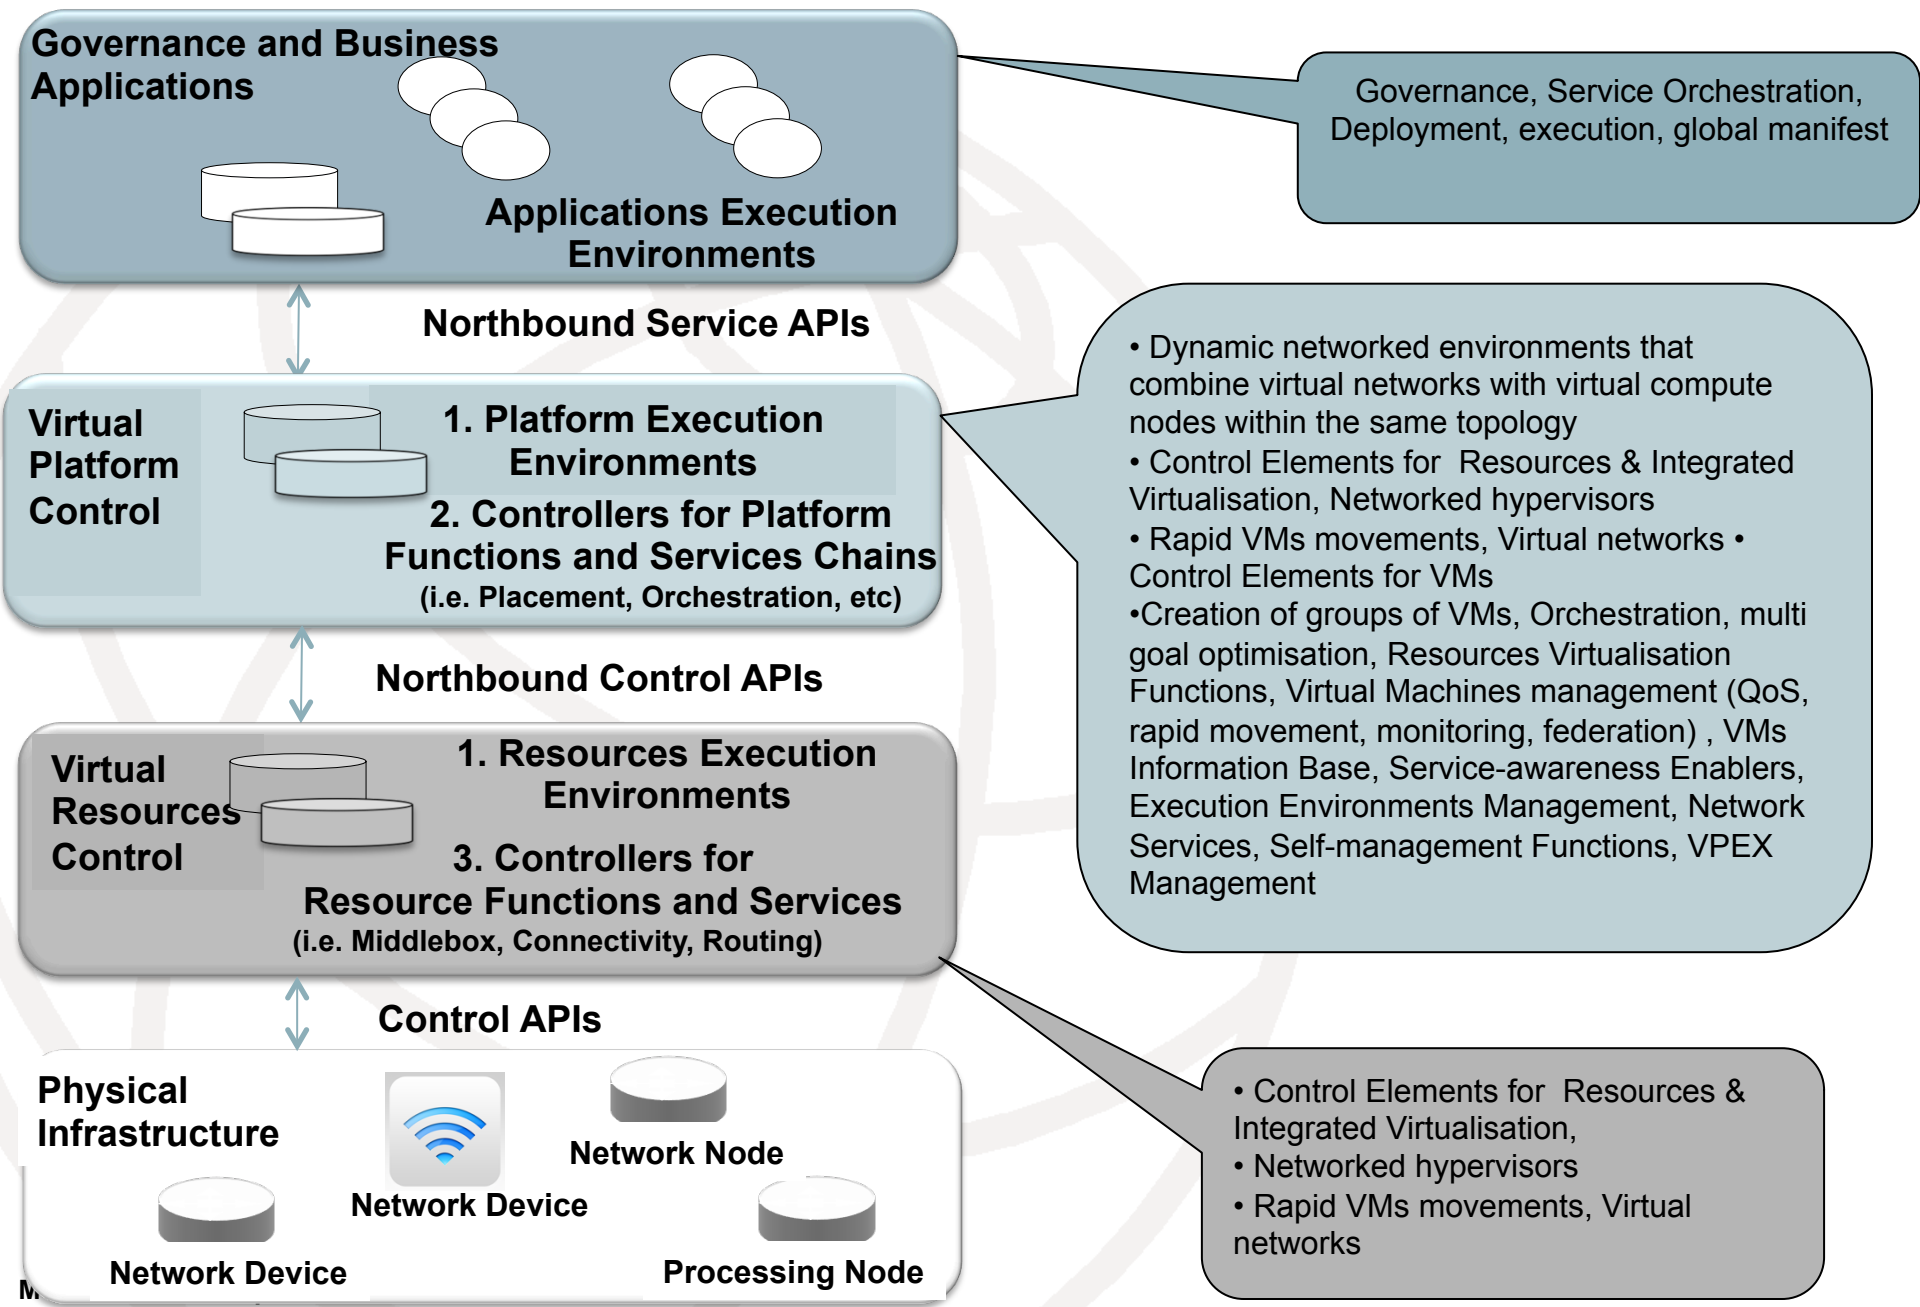 Governance and Business
Applications
Applications Execution
Environments
Governance, Service Orchestration,
Deployment, execution, global manifest
Northbound Service APIs
Virtual
Platform
Control
1. Platform Execution
Environments
2. Controllers for Platform
Functions and Services Chains
(i.e. Placement, Orchestration, etc)
• Dynamic networked environments that
combine virtual networks with virtual compute
nodes within the same topology
• Control Elements for  Resources & Integrated
Virtualisation, Networked hypervisors
• Rapid VMs movements, Virtual networks •
Control Elements for VMs
•Creation of groups of VMs, Orchestration, multi
goal optimisation, Resources Virtualisation
Functions, Virtual Machines management (QoS,
rapid movement, monitoring, federation) , VMs
Information Base, Service-awareness Enablers,
Execution Environments Management, Network
Services, Self-management Functions, VPEX
Management
Northbound Control APIs
Virtual
Resources
Control
1. Resources Execution
Environments
3. Controllers for
Resource Functions and Services
(i.e. Middlebox, Connectivity, Routing)
Control APIs
Physical
Infrastructure
Network Node
Network Device
Network Device
Processing Node
• Control Elements for  Resources &
Integrated Virtualisation,
• Networked hypervisors
• Rapid VMs movements, Virtual
networks